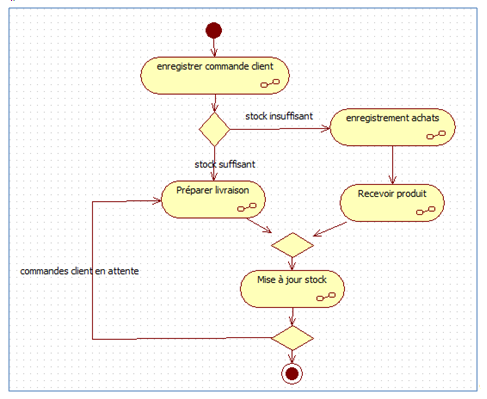 enregistrer commande client
stock insuffisant
enregistrement achats
stock suffisant
Préparer livraison
Recevoir produit
commandes client en attente
Mise à jour stock